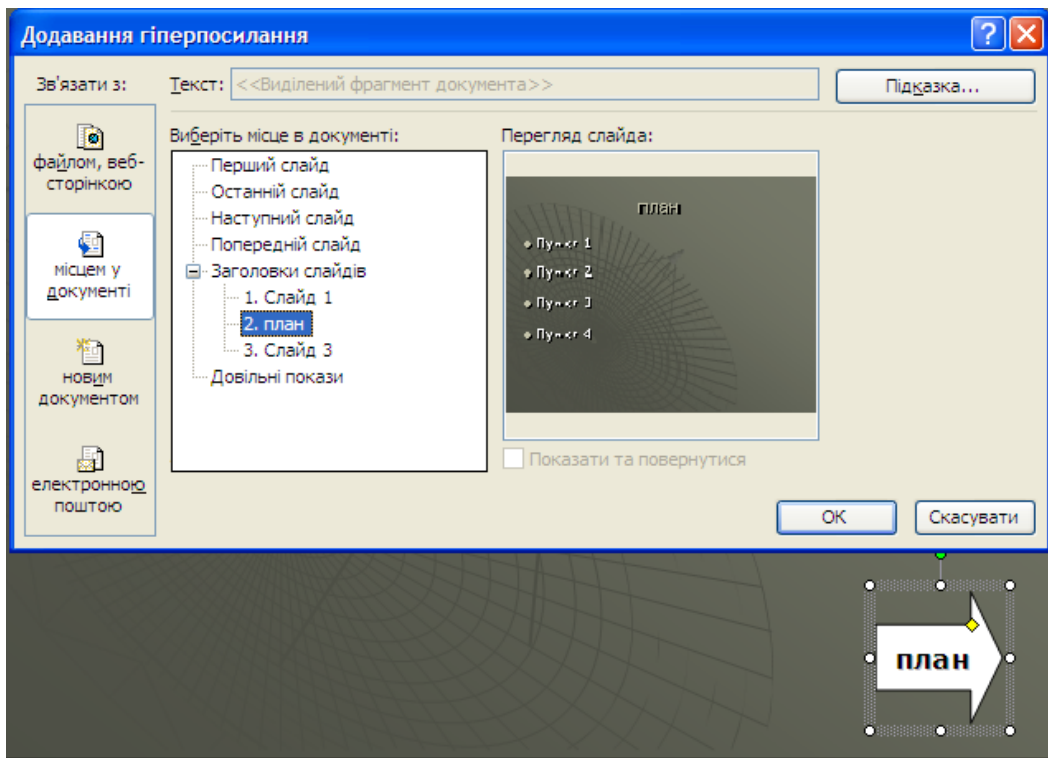 Додавання гіперпосилання
Зв'язати з:
Текст: <<Виділений фрагмент документа>>
Підказка...
файлом, веб-
сторінкою
місцем у
документі
новим
документом
електронною
поштою
Виберіть місце в документі:
Перший слайд
Останній слайд
Наступний слайд
Попередній слайд
Заголовки слайдів
1. Слайд 1
2. план
3. Слайд 3
Довільні покази
Перегляд слайда:
план
Пункт 1
Пункт 2
Пункт 3
Пункт 4
Показати та повернутися
ОК
Скасувати
план